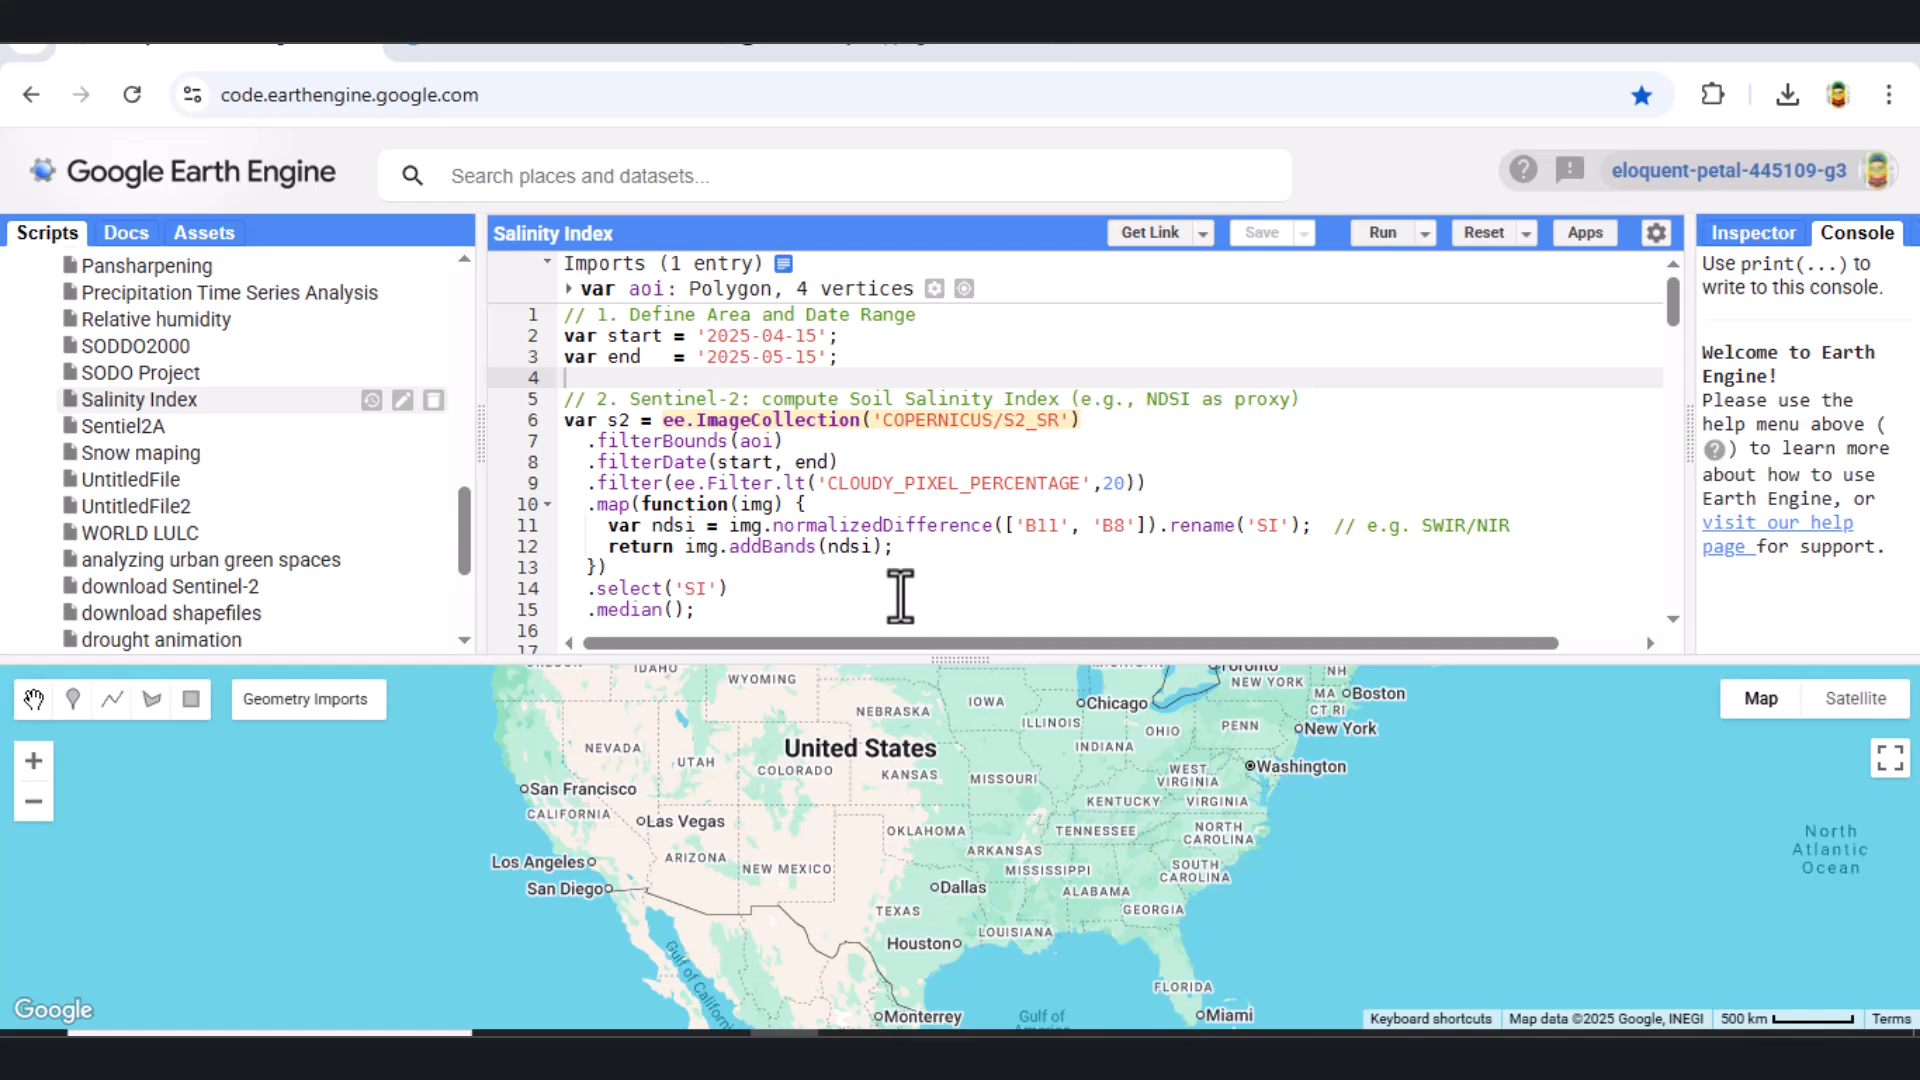 code.earthengine.google.com
Google Earth Engine
Search places and datasets...
eloquent-petal-445109-g3
Scripts Docs Assets
Pansharpening
Precipitation Time Series Analysis
Relative humidity
SODDO2000
SODO Project
Salinity Index
Sentiel2A
Snow maping
UntitledFile
UntitledFile2
WORLD LULC
analyzing urban green spaces
download Sentinel-2
download shapefiles
drought animation
Salinity Index
Get Link Save Run Reset Apps
Imports (1 entry)
var aoi: Polygon, 4 vertices
1 // 1. Define Area and Date Range
2 var start = '2025-04-15';
3 var end   = '2025-05-15';
4
5 // 2. Sentinel-2: compute Soil Salinity Index (e.g., NDSI as proxy)
6 var s2 = ee.ImageCollection('COPERNICUS/S2_SR')
7 .filterBounds(aoi)
8 .filterDate(start, end)
9 .filter(ee.Filter.lt('CLOUDY_PIXEL_PERCENTAGE',20))
10 .map(function(img) {
11 var ndsi = img.normalizedDifference(['B11', 'B8']).rename('SI');  // e.g. SWIR/NIR
12 return img.addBands(ndsi);
13 })
14 .select('SI')
15 .median();
16
17
Inspector Console
Use print(...) to
write to this console.
Welcome to Earth
Engine!
Please use the
help menu above (
?) to learn more
about how to use
Earth Engine, or
visit our help
page for support.
Geometry Imports
Map Satellite
IDAHO
WYOMING
NEBRASKA
IOWA
Chicago
Toronto
NEW YORK
NH
MA
Boston
CT RI
ILLINOIS
OHIO
PENN
New York
NEVADA
UTAH
United States
COLORADO
KANSAS
MISSOURI
INDIANA
WEST
VIRGINIA
Washington
San Francisco
CALIFORNIA
Las Vegas
KENTUCKY
VIRGINIA
OKLAHOMA
TENNESSEE
NORTH
CAROLINA
North
Atlantic
Ocean
Los Angeles
ARIZONA
NEW MEXICO
ARKANSAS
MISSISSIPPI
SOUTH
CAROLINA
San Diego
Dallas
ALABAMA
TEXAS
GEORGIA
LOUISIANA
Houston
Gulf of California
FLORIDA
Monterrey
Gulf of
Miami
Google
Keyboard shortcuts
Map data ©2025 Google, INEGI
500 km
Terms